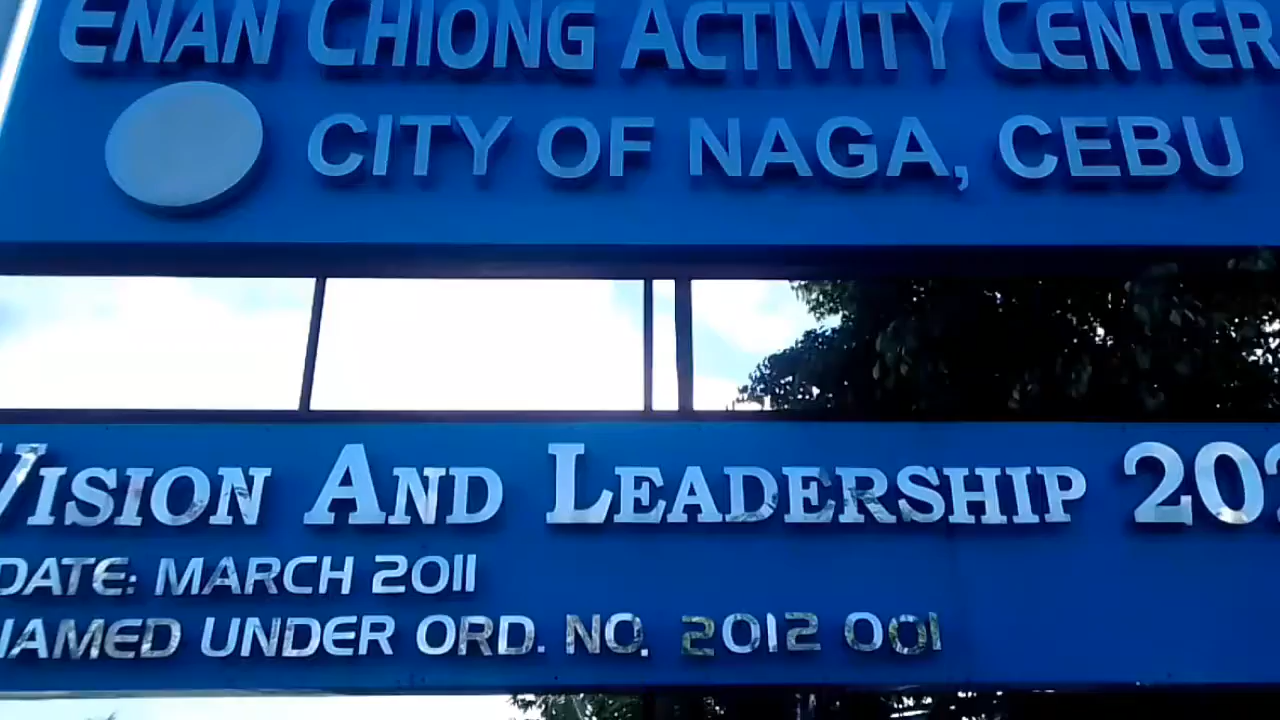 ENAN CHIONG ACTIVITY CENTER
CITY OF NAGA, CEBU
VISION AND LEADERSHIP
DATE: MARCH 2011
NAMED UNDER ORD. NO. 2012 001